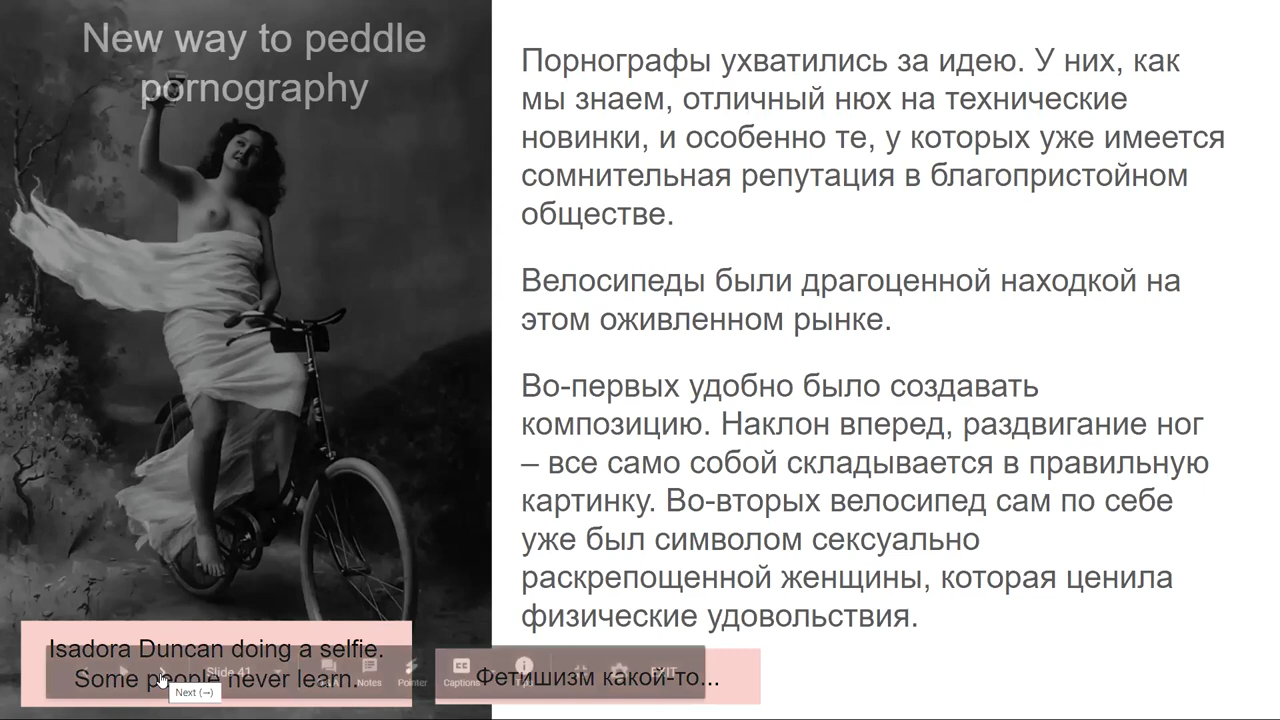 New way to peddle
pornography
Порнографы ухватились за идею. У них, как
мы знаем, отличный нюх на технические
новинки, и особенно те, у которых уже имеется
сомнительная репутация в благопристойном
обществе.
Велосипеды были драгоценной находкой на
этом оживленном рынке.
Во-первых удобно было создавать
композицию. Наклон вперед, раздвигание ног
– все само собой складывается в правильную
картинку. Во-вторых велосипед сам по себе
уже был символом сексуально
раскрепощенной женщины, которая ценила
физические удовольствия.
Isadora Duncan doing a selfie.
Some people never learn.
Slide 41
Notes
Pointer
Captions
EXIT
Next (→)
Фетишизм какой-то...